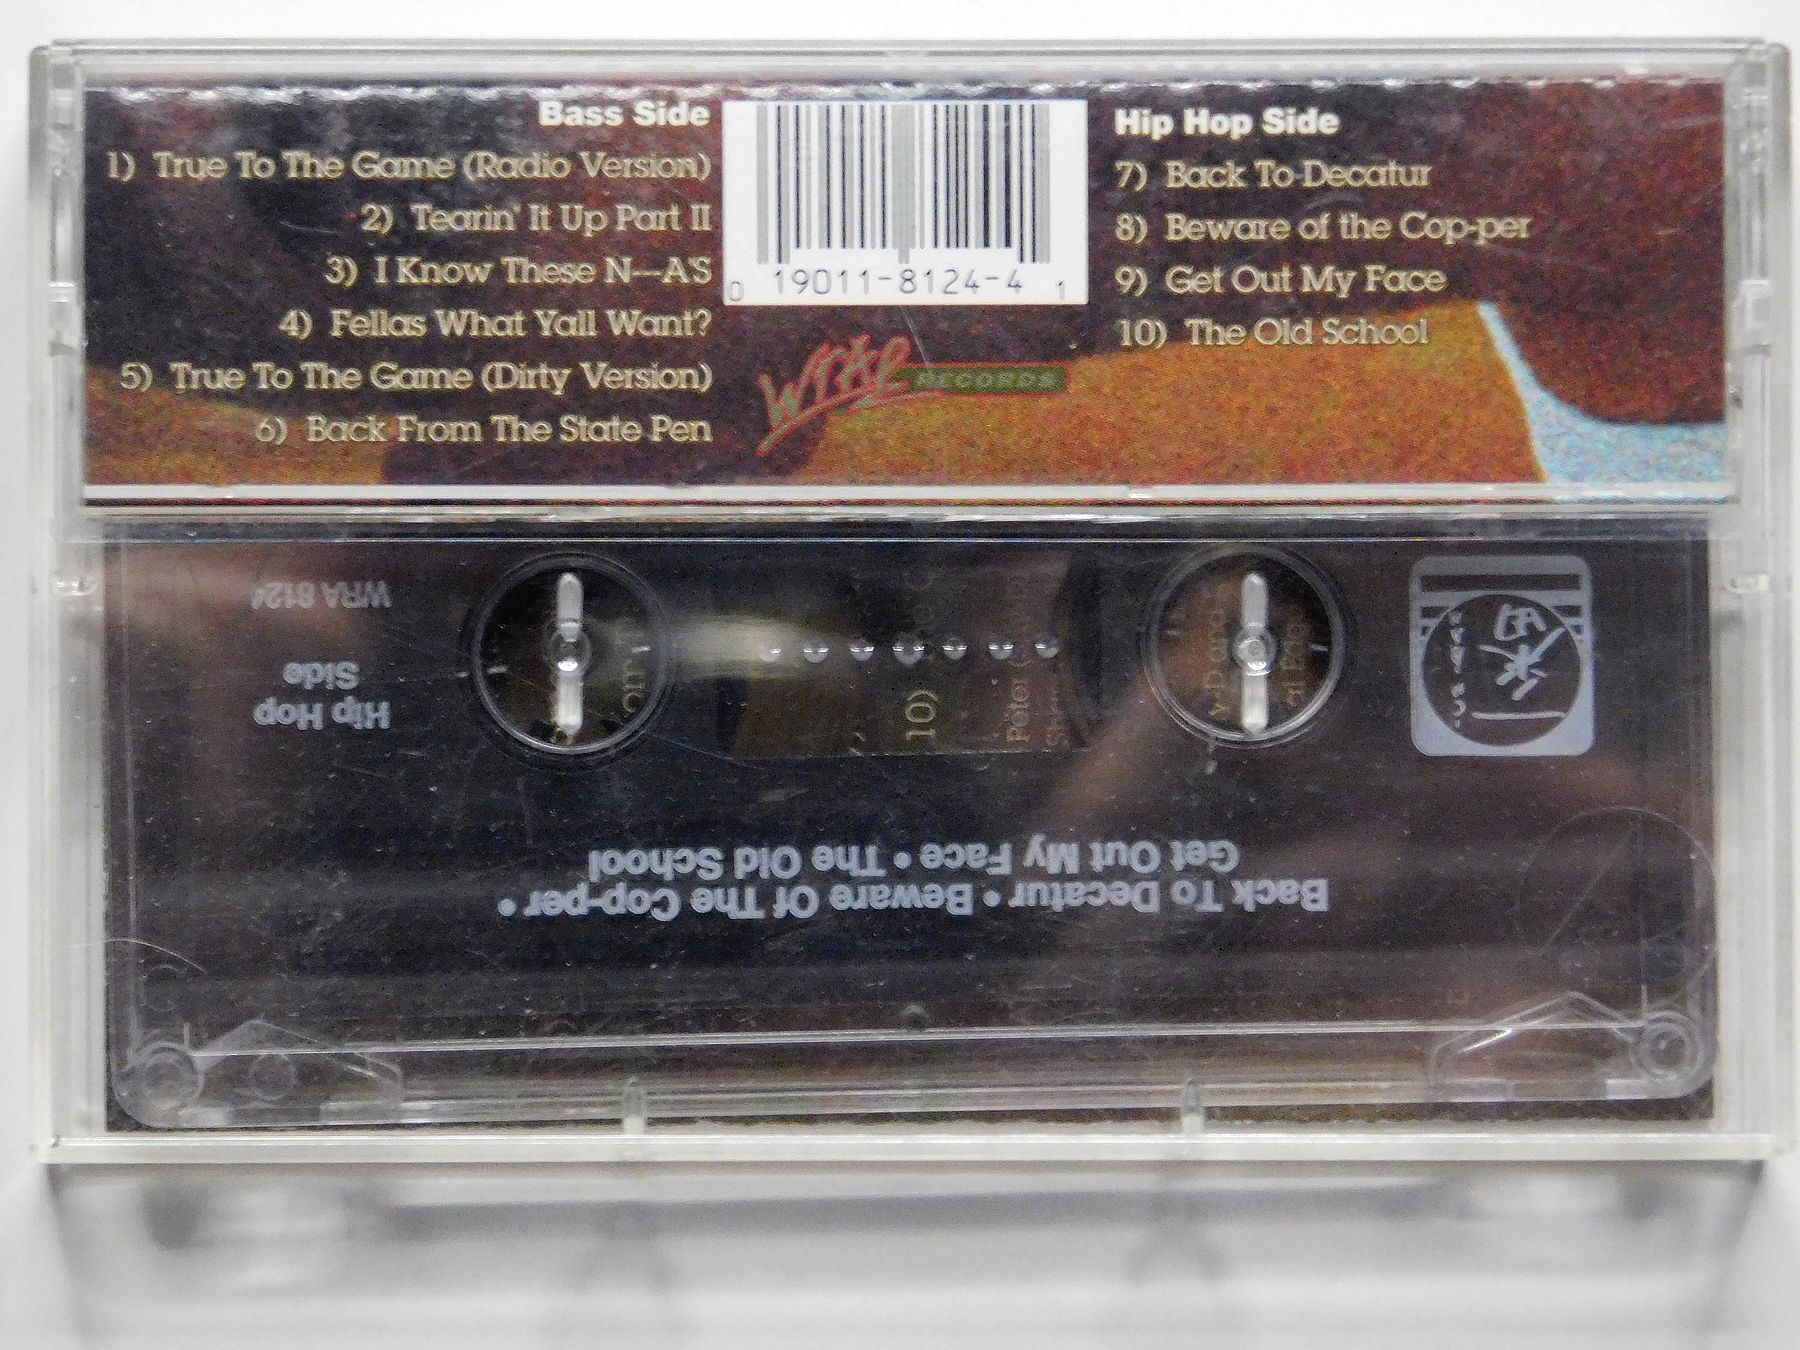 Bass Side
1) True To The Game (Radio Version)
2) Tearin' It Up Part II
3) I Know These N—A'S
4) Fellas What Yall Want?
5) True To The Game (Dirty Version)
6) Back From The State Pen
0 19011-8124-4 1
Wrap RECORDS
Hip Hop Side
7) Back To Decatur
8) Beware of the Cop-per
9) Get Out My Face
10) The Old School
WRA 8124
Hip Hop
Side
10)
Peter
Back To Decatur • Beware Of The Cop-per •
Get Out My Face • The Old School